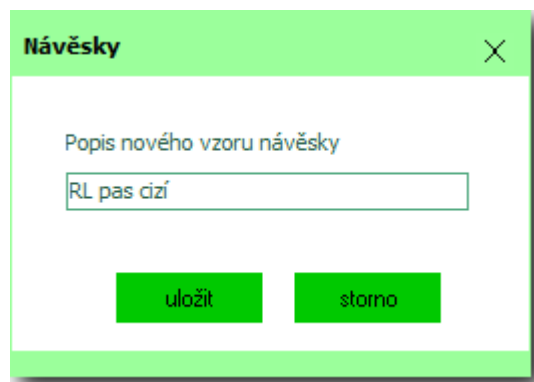 Návěsky
Popis nového vzoru návěsky
RL pas cizí
uložit storno